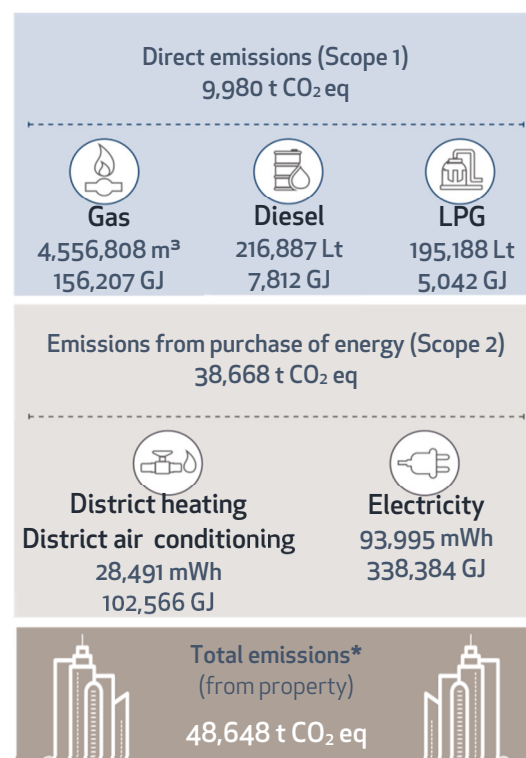 Direct emissions (Scope 1)
9,980 t CO₂ eq
Gas
4,556,808 m³
156,207 GJ
Diesel
216,887 Lt
7,812 GJ
LPG
195,188 Lt
5,042 GJ
Emissions from purchase of energy (Scope 2)
38,668 t CO₂ eq
District heating
District air conditioning
28,491 mWh
102,566 GJ
Electricity
93,995 mWh
338,384 GJ
Total emissions*
(from property)
48,648 t CO₂ eq